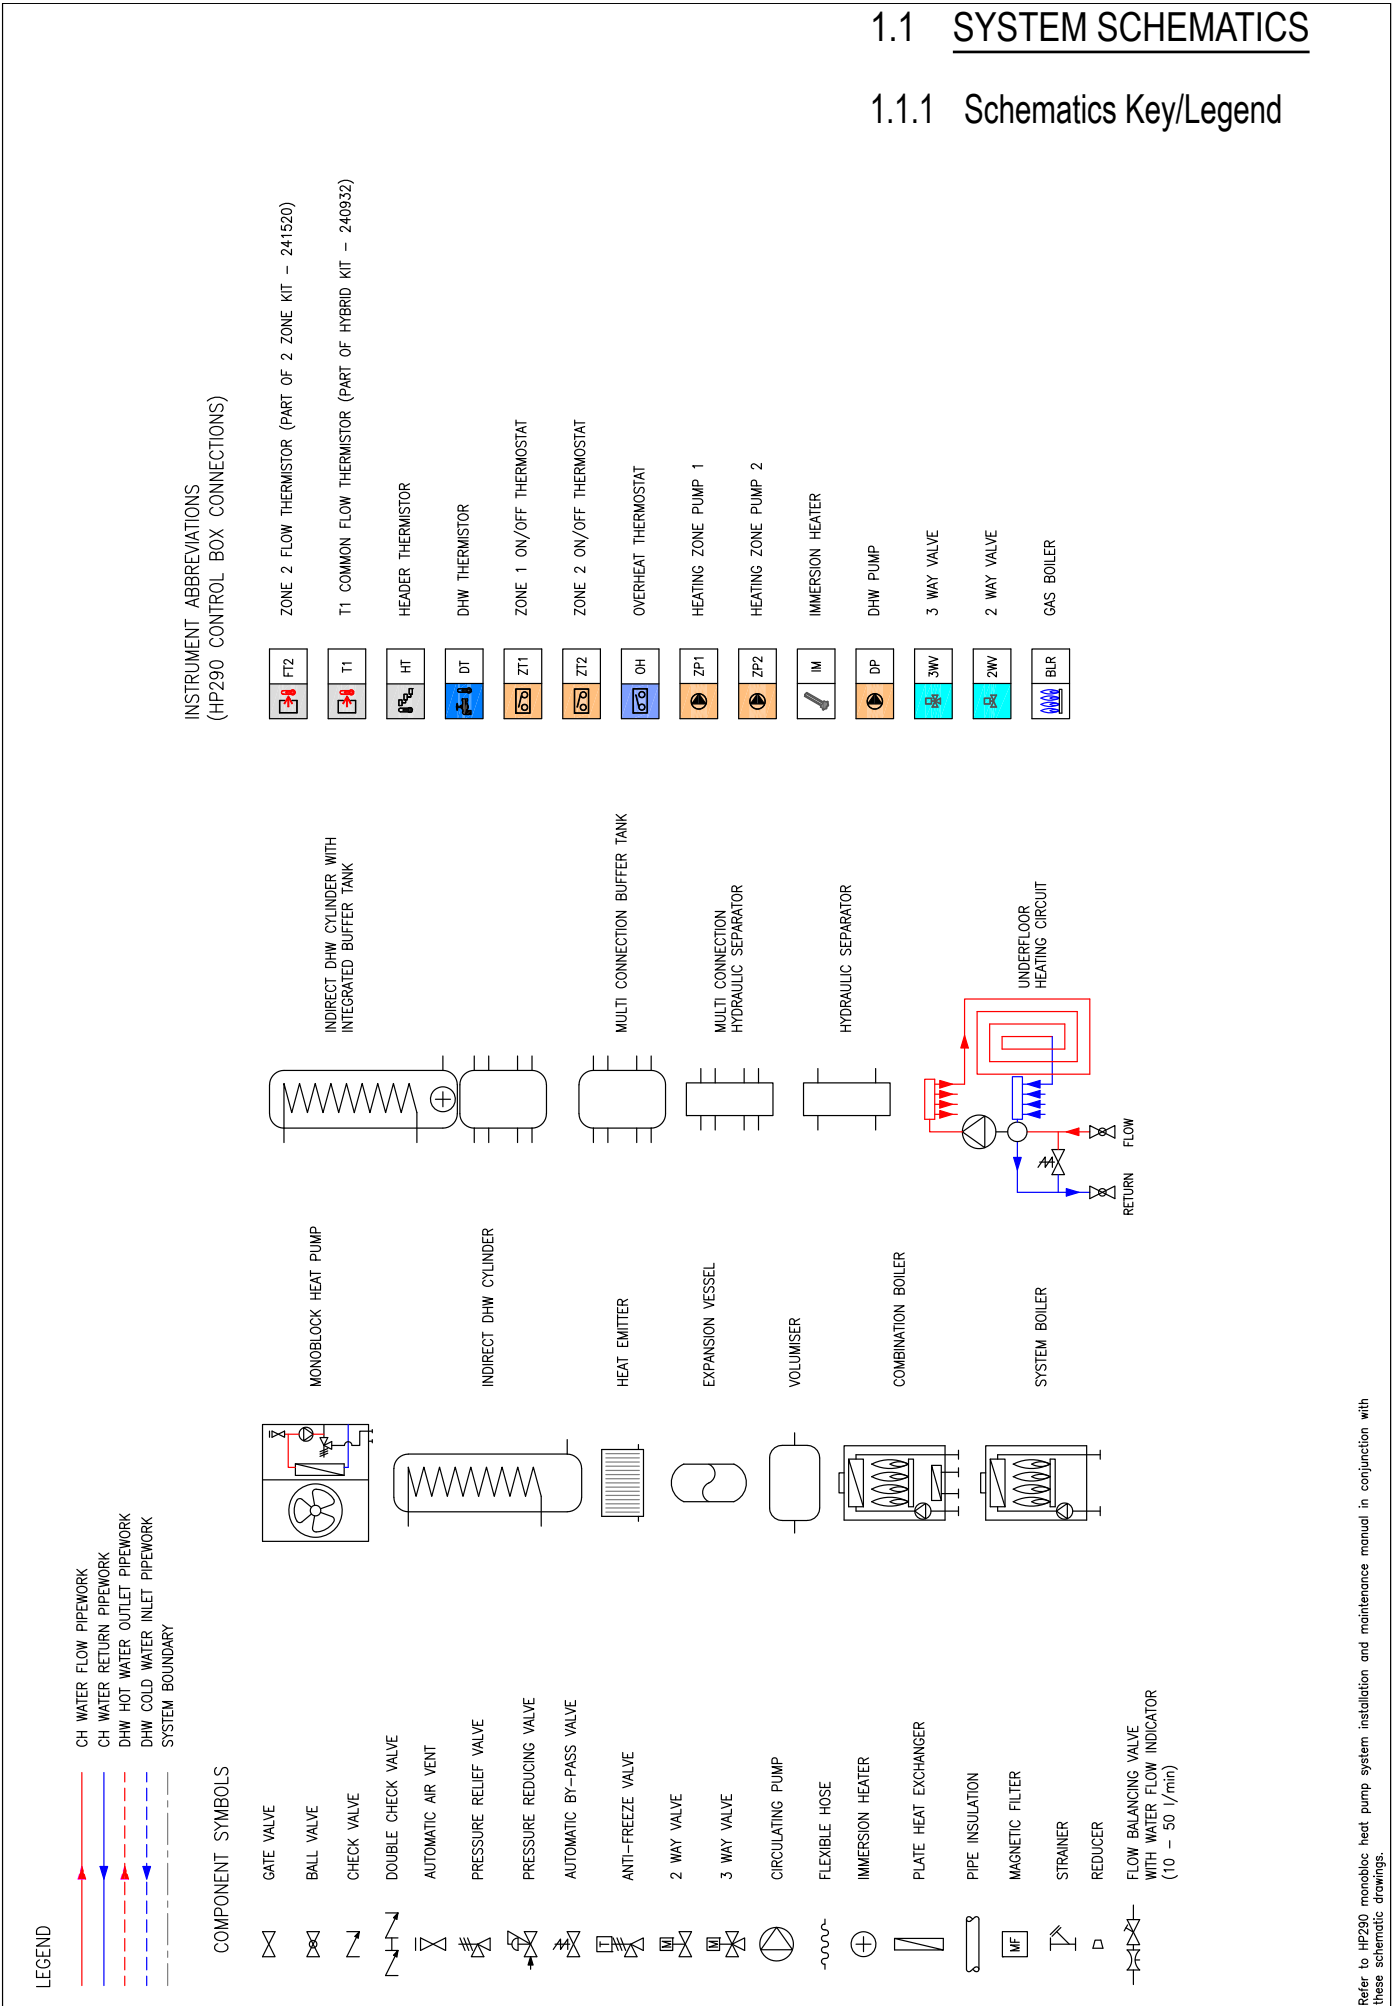 1.1 SYSTEM SCHEMATICS
1.1.1 Schematics Key/Legend
LEGEND
CH WATER FLOW PIPEWORK
CH WATER RETURN PIPEWORK
DHW HOT WATER OUTLET PIPEWORK
DHW COLD WATER INLET PIPEWORK
SYSTEM BOUNDARY
COMPONENT SYMBOLS
GATE VALVE
BALL VALVE
CHECK VALVE
DOUBLE CHECK VALVE
AUTOMATIC AIR VENT
PRESSURE RELIEF VALVE
PRESSURE REDUCING VALVE
AUTOMATIC BY-PASS VALVE
T ANTI-FREEZE VALVE
M 2 WAY VALVE
M 3 WAY VALVE
CIRCULATING PUMP
FLEXIBLE HOSE
IMMERSION HEATER
PLATE HEAT EXCHANGER
PIPE INSULATION
MF MAGNETIC FILTER
STRAINER
REDUCER
FLOW BALANCING VALVE
WITH WATER FLOW INDICATOR
(10 - 50 l/min)
MONOBLOCK HEAT PUMP
INDIRECT DHW CYLINDER
HEAT EMITTER
EXPANSION VESSEL
VOLUMISER
COMBINATION BOILER
SYSTEM BOILER
INDIRECT DHW CYLINDER WITH
INTEGRATED BUFFER TANK
MULTI CONNECTION BUFFER TANK
MULTI CONNECTION
HYDRAULIC SEPARATOR
HYDRAULIC SEPARATOR
UNDERFLOOR
HEATING CIRCUIT
RETURN FLOW
INSTRUMENT ABBREVIATIONS
(HP290 CONTROL BOX CONNECTIONS)
FT2 ZONE 2 FLOW THERMISTOR (PART OF 2 ZONE KIT - 241520)
T1 T1 COMMON FLOW THERMISTOR (PART OF HYBRID KIT - 240932)
HT HEADER THERMISTOR
DT DHW THERMISTOR
ZT1 ZONE 1 ON/OFF THERMOSTAT
ZT2 ZONE 2 ON/OFF THERMOSTAT
OH OVERHEAT THERMOSTAT
ZP1 HEATING ZONE PUMP 1
ZP2 HEATING ZONE PUMP 2
IM IMMERSION HEATER
DP DHW PUMP
3WV 3 WAY VALVE
2WV 2 WAY VALVE
BLR GAS BOILER
Refer to HP290 monobloc heat pump system installation and maintenance manual in conjunction with
these schematic drawings.